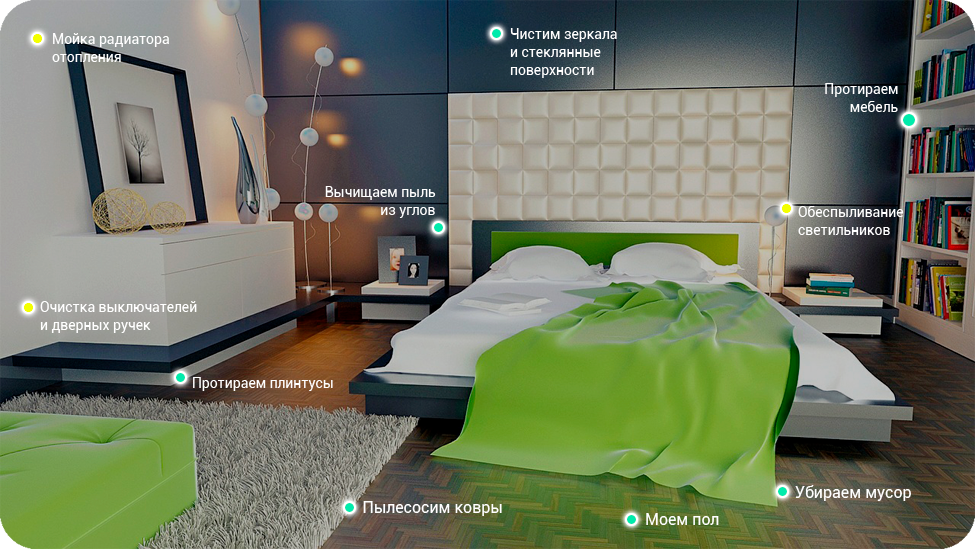 Мойка радиатора
отопления
Чистим зеркала
и стеклянные
поверхности
Протираем
мебель
Вычищаем пыль
из углов
Обеспыливание
светильников
Очистка выключателей
и дверных ручек
Протираем плинтусы
Пылесосим ковры
Убираем мусор
Моем пол